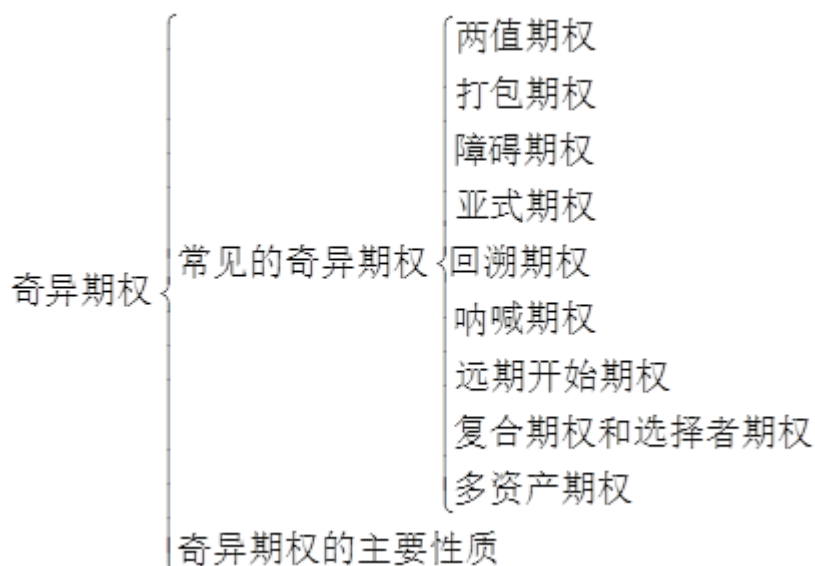 奇异期权
常见的奇异期权
两值期权
打包期权
障碍期权
亚式期权
回溯期权
呐喊期权
远期开始期权
复合期权和选择者期权
多资产期权
奇异期权的主要性质